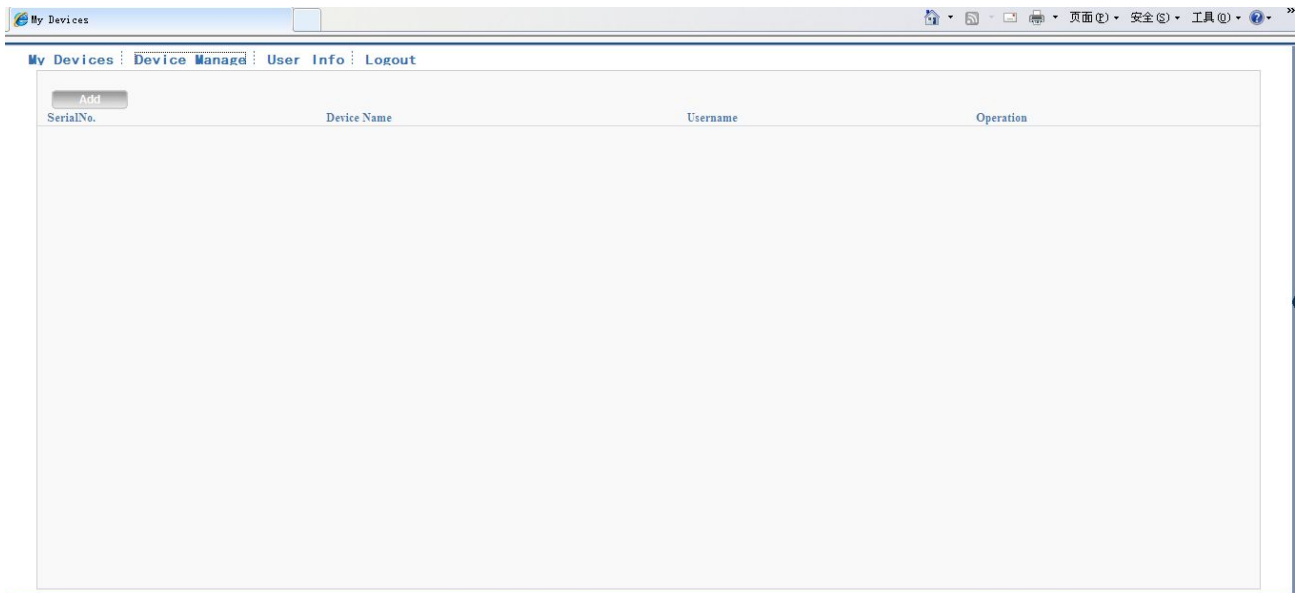 My Devices
页面(P) 安全(S) 工具(O) »
My Devices Device Manage User Info Logout
Add
SerialNo. Device Name Username Operation